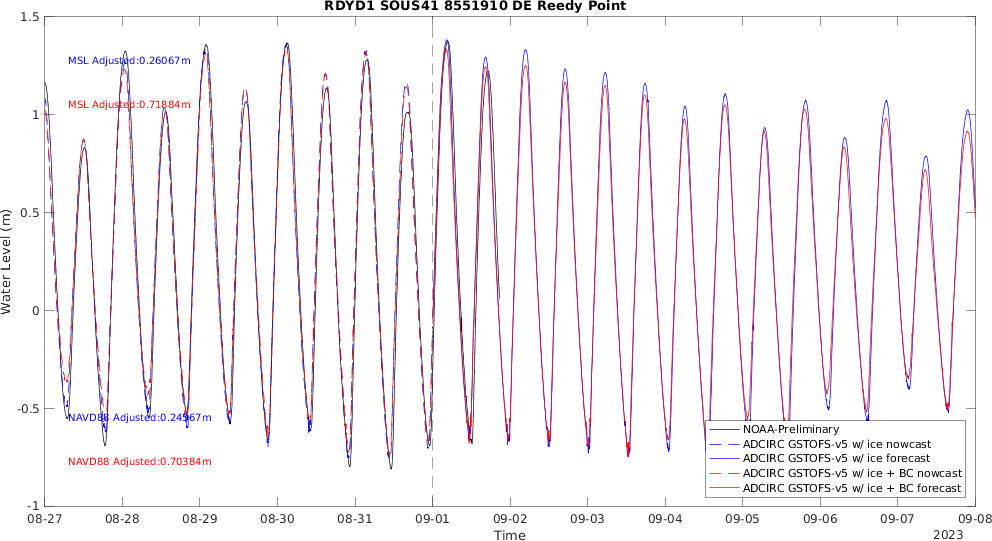 RDYD1 SOUS41 8551910 DE Reedy Point
1.5
1
0.5
0
-0.5
-1
Water Level (m)
MSL Adjusted:0.26067m
MSL Adjusted:0.71884m
NAVD88 Adjusted:0.24567m
NAVD88 Adjusted:0.70384m
NOAA-Preliminary
ADCIRC GSTOFS-v5 w/ ice nowcast
ADCIRC GSTOFS-v5 w/ ice forecast
ADCIRC GSTOFS-v5 w/ ice + BC nowcast
ADCIRC GSTOFS-v5 w/ ice + BC forecast
08-27 08-28 08-29 08-30 08-31 09-01 09-02 09-03 09-04 09-05 09-06 09-07 09-08
Time
2023